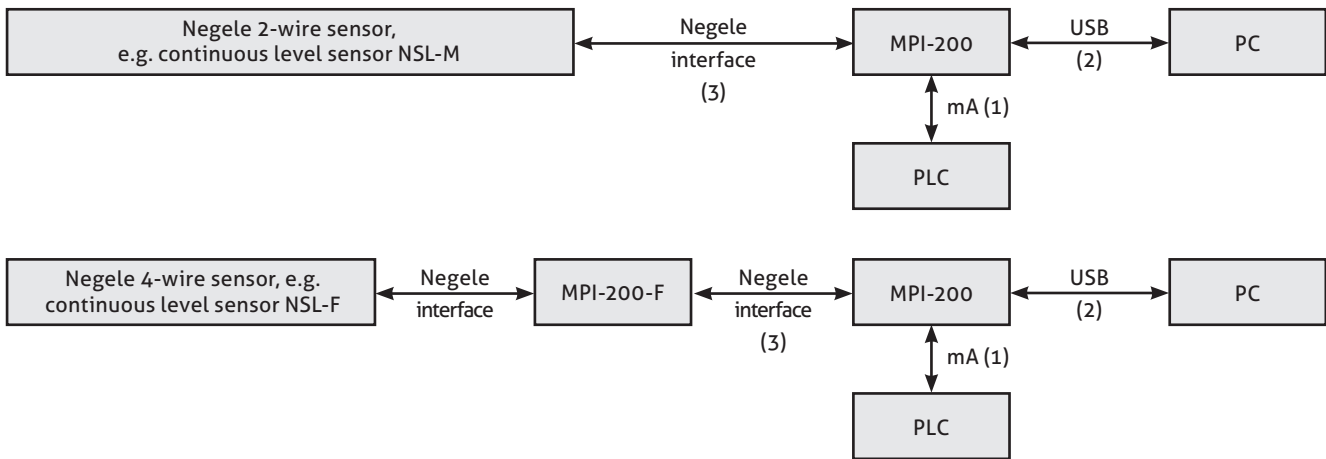 Negele 2-wire sensor,
e.g. continuous level sensor NSL-M
Negele
interface
(3)
MPI-200
USB
(2)
PC
mA (1)
PLC
Negele 4-wire sensor, e.g.
continuous level sensor NSL-F
Negele
interface
MPI-200-F
Negele
interface
(3)
MPI-200
USB
(2)
PC
mA (1)
PLC